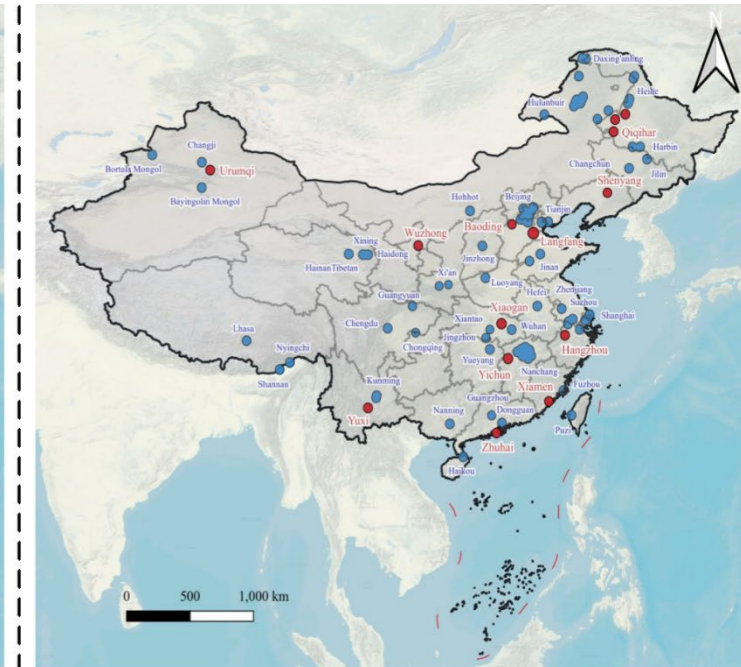 N
Daxing'anling
Heihe
Hulunbuir
Qiqihar
Harbin
Changchun
Jilin
Shenyang
Changji
Bortala Mongol
Urumqi
Bayingolin Mongol
Hohhot
Beijing
Tianjin
Baoding
Langfang
Wuzhong
Xining
HainanTibetan
Haidong
Jinzhong
Jinan
Xi'an
Luoyang
Guangyuan
Hefei
Zhenjiang
Suzhou
Shanghai
Xiaogan
Xiantao
Wuhan
Chengdu
Chongqing
Jingzhou
Hangzhou
Yueyang
Yichun
Nanchang
Lhasa
Nyingchi
Shannan
Kunming
Yuxi
Xiamen
Fuzhou
Guangzhou
Dongguan
Nanning
Zhuhai
Puzi
Haikou
0 500 1,000 km